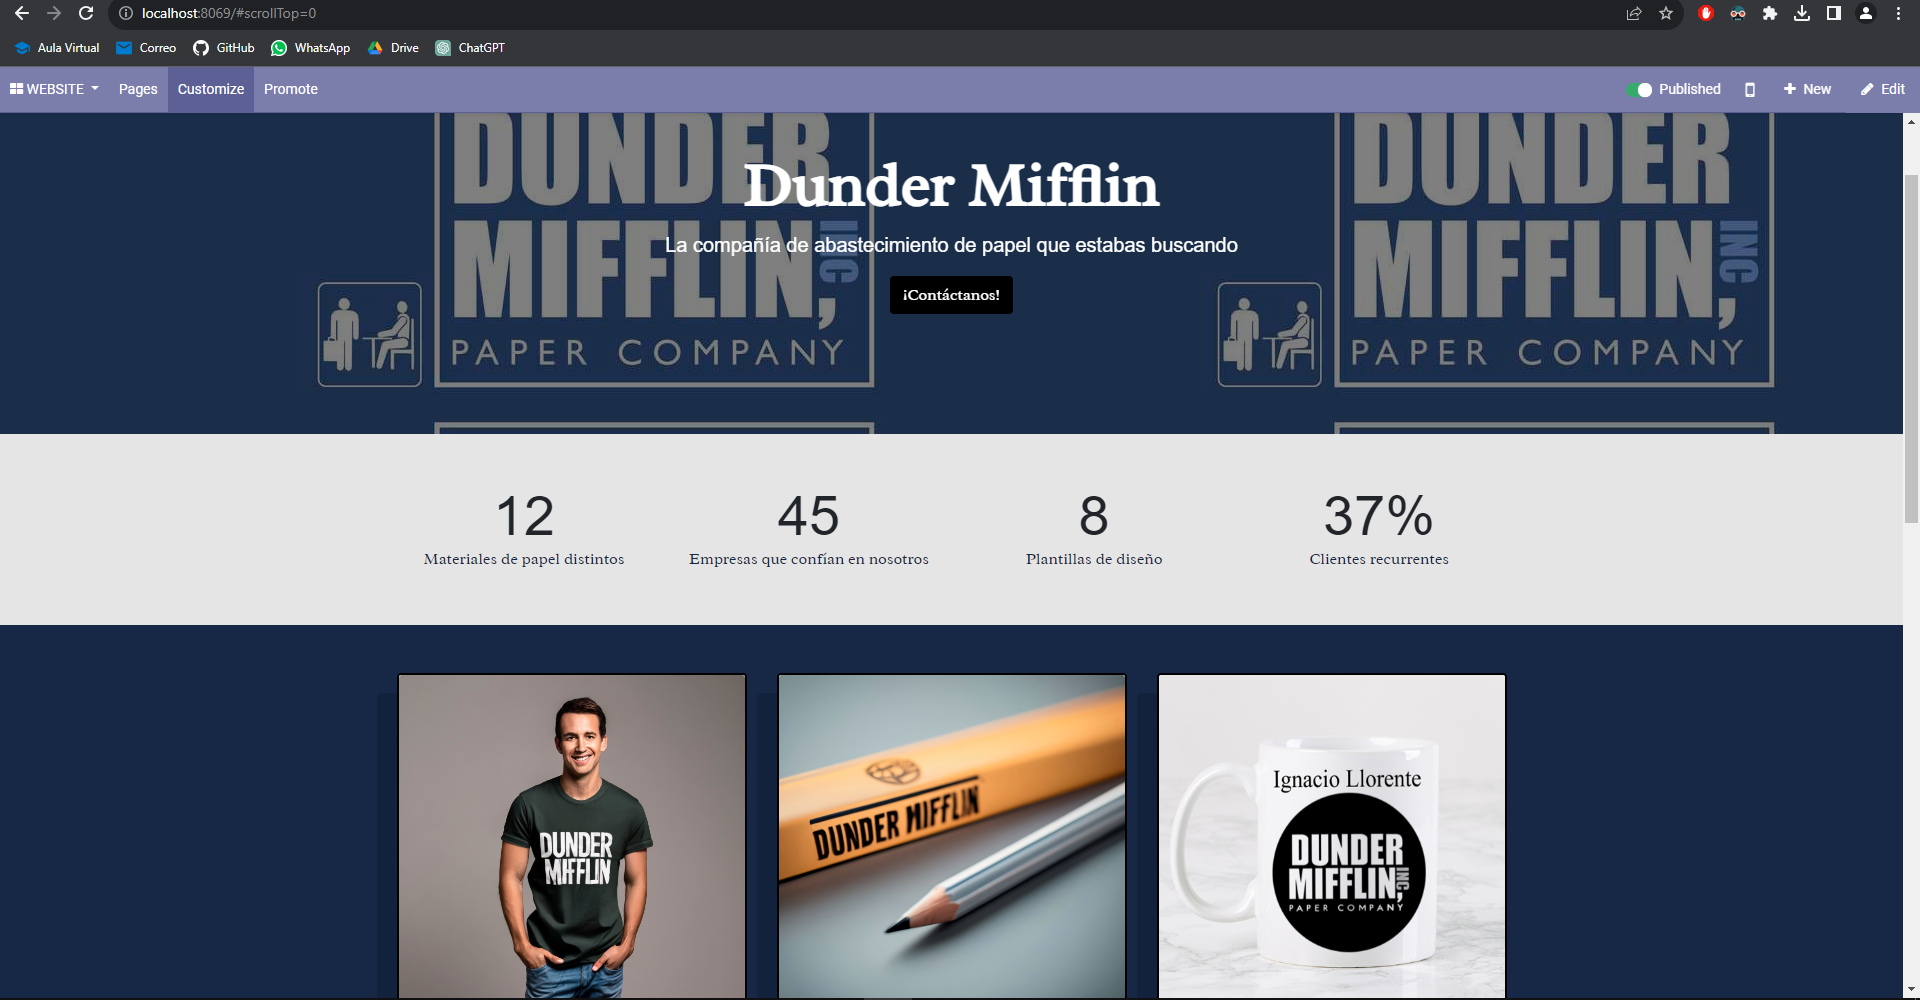 localhost:8069/#scrollTop=0
Aula Virtual Correo GitHub WhatsApp Drive ChatGPT
WEBSITE Pages Customize Promote Published New Edit
DUNDER
MIFFLIN,
INC
PAPER COMPANY
DUNDER
MIFFLIN,
INC
PAPER COMPANY
Dunder Mifflin
La compañía de abastecimiento de papel que estabas buscando
¡Contáctanos!
12 45 8 37%
Materiales de papel distintos Empresas que confían en nosotros Plantillas de diseño Clientes recurrentes
DUNDER
MIFFLIN
DUNDER MIFFLIN
Ignacio Llorente
DUNDER
MIFFLIN,
INC
PAPER COMPANY